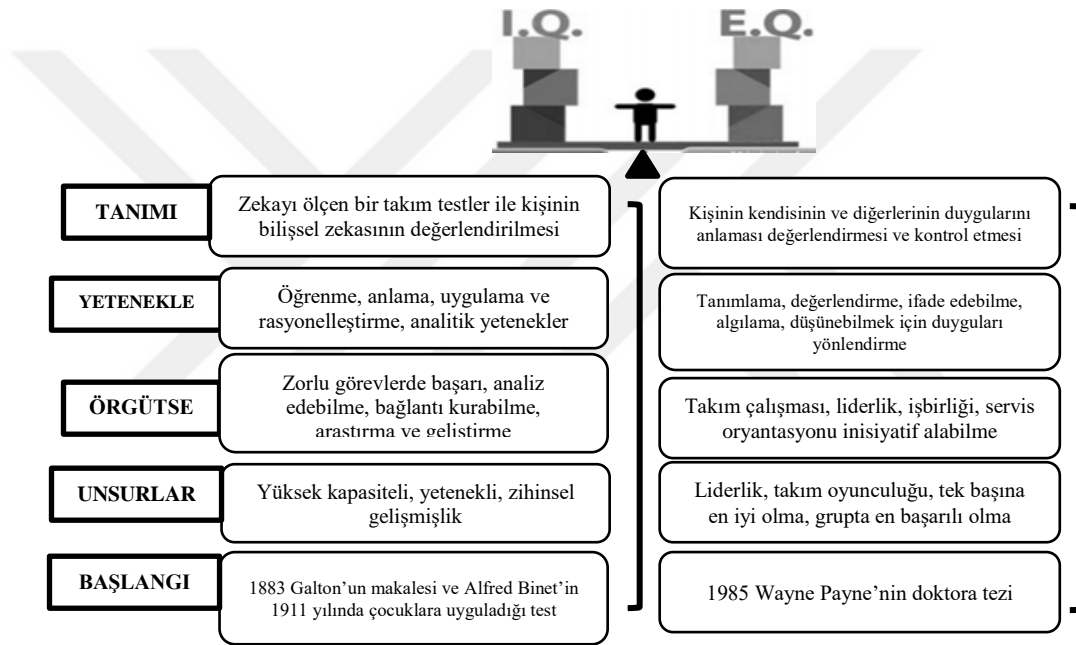 I.Q.
E.Q.
TANIMI
Zekayı ölçen bir takım testler ile kişinin
bilişsel zekasının değerlendirilmesi
Kişinin kendisinin ve diğerlerinin duygularını
anlaması değerlendirmesi ve kontrol etmesi
YETENEKLE
Öğrenme, anlama, uygulama ve
rasyonelleştirme, analitik yetenekler
Tanımlama, değerlendirme, ifade edebilme,
algılama, düşünebilmek için duyguları
yönlendirme
ÖRGÜTSE
Zorlu görevlerde başarı, analiz
edebilme, bağlantı kurabilme,
araştırma ve geliştirme
Takım çalışması, liderlik, işbirliği, servis
oryantasyonu inisiyatif alabilme
UNSURLAR
Yüksek kapasiteli, yetenekli, zihinsel
gelişmişlik
Liderlik, takım oyunculuğu, tek başına
en iyi olma, grupta en başarılı olma
BAŞLANGI
1883 Galton’un makalesi ve Alfred Binet’in
1911 yılında çocuklara uyguladığı test
1985 Wayne Payne’nin doktora tezi